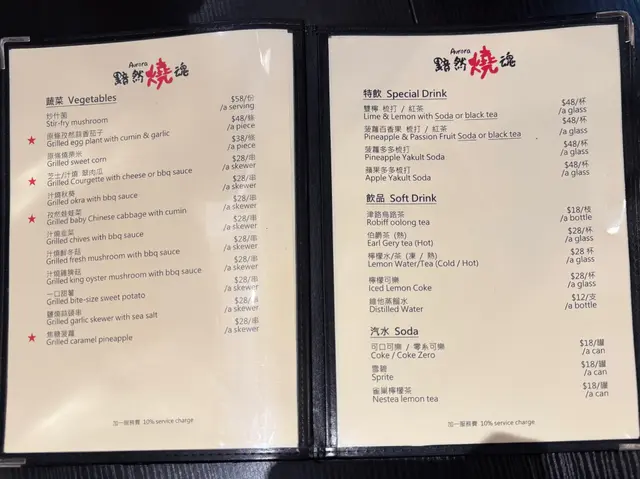 Aurora
黯然燒魂
蔬菜 Vegetables
炒什菌 $58/份
Stir-fry mushroom /a serving
原條孜然蒜香茄子 $48/條
Grilled egg plant with cumin & garlic /a piece
原條燒粟米 $38/條
Grilled sweet corn /a piece
芝士/汁燒 翠肉瓜 $28/串
Grilled Courgette with cheese or bbq sauce /a skewer
汁燒秋葵 $28/串
Grilled okra with bbq sauce /a skewer
孜然娃娃菜 $28/串
Grilled baby Chinese cabbage with cumin /a skewer
汁燒韭菜 $28/串
Grilled chives with bbq sauce /a skewer
汁燒鮮冬菇 $28/串
Grilled fresh mushroom with bbq sauce /a skewer
汁燒雞髀菇 $28/串
Grilled king oyster mushroom with bbq sauce /a skewer
一口甜薯 $28/串
Grilled bite-size sweet potato /a skewer
鹽燒蒜頭串 $28/串
Grilled garlic skewer with sea salt /a skewer
焦糖菠蘿 $28/串
Grilled caramel pineapple /a skewer
加一服務費 10% service charge
Aurora
黯然燒魂
特飲 Special Drink
雙檸 梳打 / 紅茶 $48/杯
Lime & Lemon with Soda or black tea /a glass
菠蘿百香果 梳打 / 紅茶 $48/杯
Pineapple & Passion Fruit Soda or black tea /a glass
菠蘿多多梳打 $48/杯
Pineapple Yakult Soda /a glass
蘋果多多梳打 $48/杯
Apple Yakult Soda /a glass
飲品 Soft Drink
津路烏路茶 $18/枝
Robiff oolong tea /a bottle
伯爵茶 (熱) $28/杯
Earl Gery tea (Hot) /a glass
檸檬水/茶 (凍 / 熱) $28 杯
Lemon Water/Tea (Cold / Hot) /a glass
檸檬可樂 $28/杯
Iced Lemon Coke /a glass
維他蒸餾水 $12/支
Distilled Water /a bottle
汽水 Soda
可口可樂 / 零系可樂 $18/罐
Coke / Coke Zero /a can
雪碧 $18/罐
Sprite /a can
雀巢檸檬茶 $18/罐
Nestea lemon tea /a can
加一服務費 10% service charge